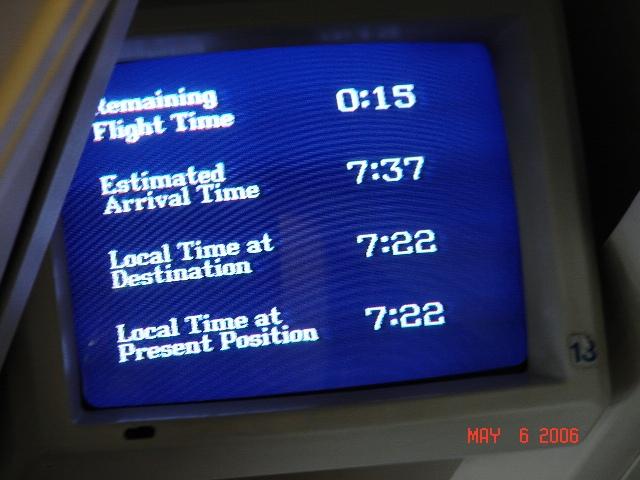 Remaining
Flight Time 0:15
Estimated
Arrival Time 7:37
Local Time at
Destination 7:22
Local Time at
Present Position 7:22
13
MAY 6 2006